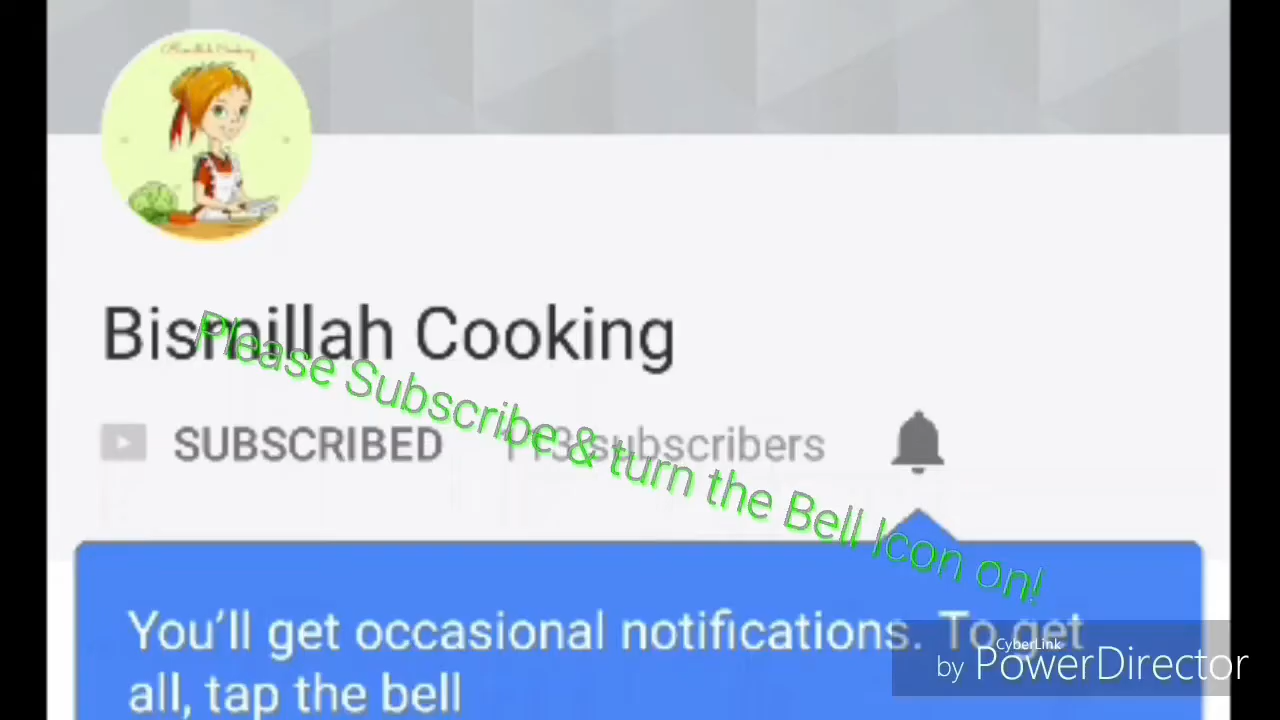 Bismillah Cooking
Please Subscribe & turn the Bell Icon on!
SUBSCRIBED
subscribers
You’ll get occasional notifications. To get
all, tap the bell
CyberLink
by PowerDirector